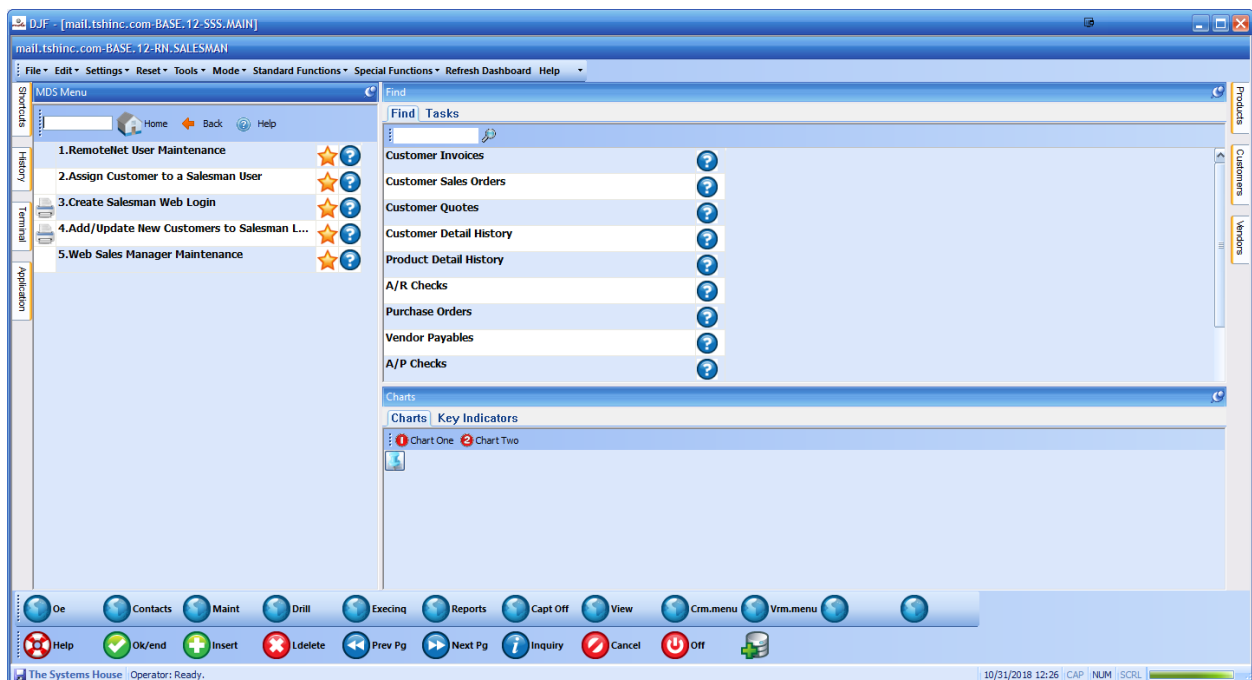 DJF - [mail.tshinc.com-BASE.12-SSS.MAIN]
mail.tshinc.com-BASE.12-RN.SALESMAN
File Edit Settings Reset Tools Mode Standard Functions Special Functions Refresh Dashboard Help
Shortcuts
History
Terminal
Application
MDS Menu
Home Back Help
1.RemoteNet User Maintenance
2.Assign Customer to a Salesman User
3.Create Salesman Web Login
4.Add/Update New Customers to Salesman L...
5.Web Sales Manager Maintenance
Find
Find Tasks
Customer Invoices
Customer Sales Orders
Customer Quotes
Customer Detail History
Product Detail History
A/R Checks
Purchase Orders
Vendor Payables
A/P Checks
Charts
Charts Key Indicators
1 Chart One 2 Chart Two
Products
Customers
Vendors
Oe Contacts Maint Drill Execinq Reports Capt Off View Crm.menu Vrm.menu
Help Ok/end Insert Ldelete Prev Pg Next Pg Inquiry Cancel Off
The Systems House Operator: Ready. 10/31/2018 12:26 CAP NUM SCRL